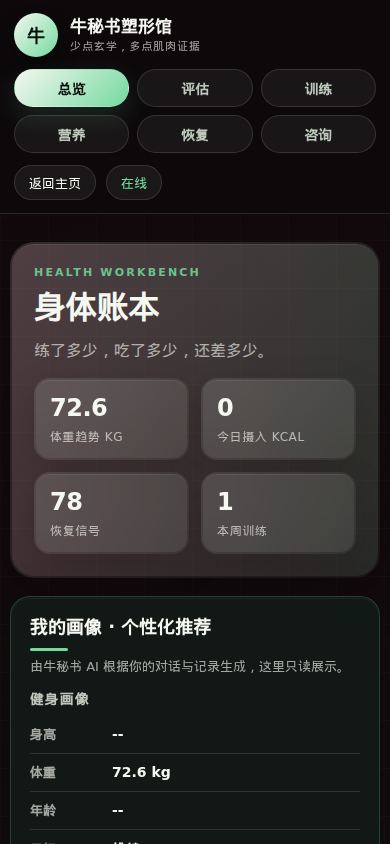 牛
牛秘书塑形馆
少点玄学，多点肌肉证据
总览
评估
训练
营养
恢复
咨询
返回主页
在线
HEALTH WORKBENCH
身体账本
练了多少，吃了多少，还差多少。
72.6
体重趋势 KG
0
今日摄入 KCAL
78
恢复信号
1
本周训练
我的画像 · 个性化推荐
由牛秘书 AI 根据你的对话与记录生成，这里只读展示。
健身画像
身高 --
体重 72.6 kg
年龄 --